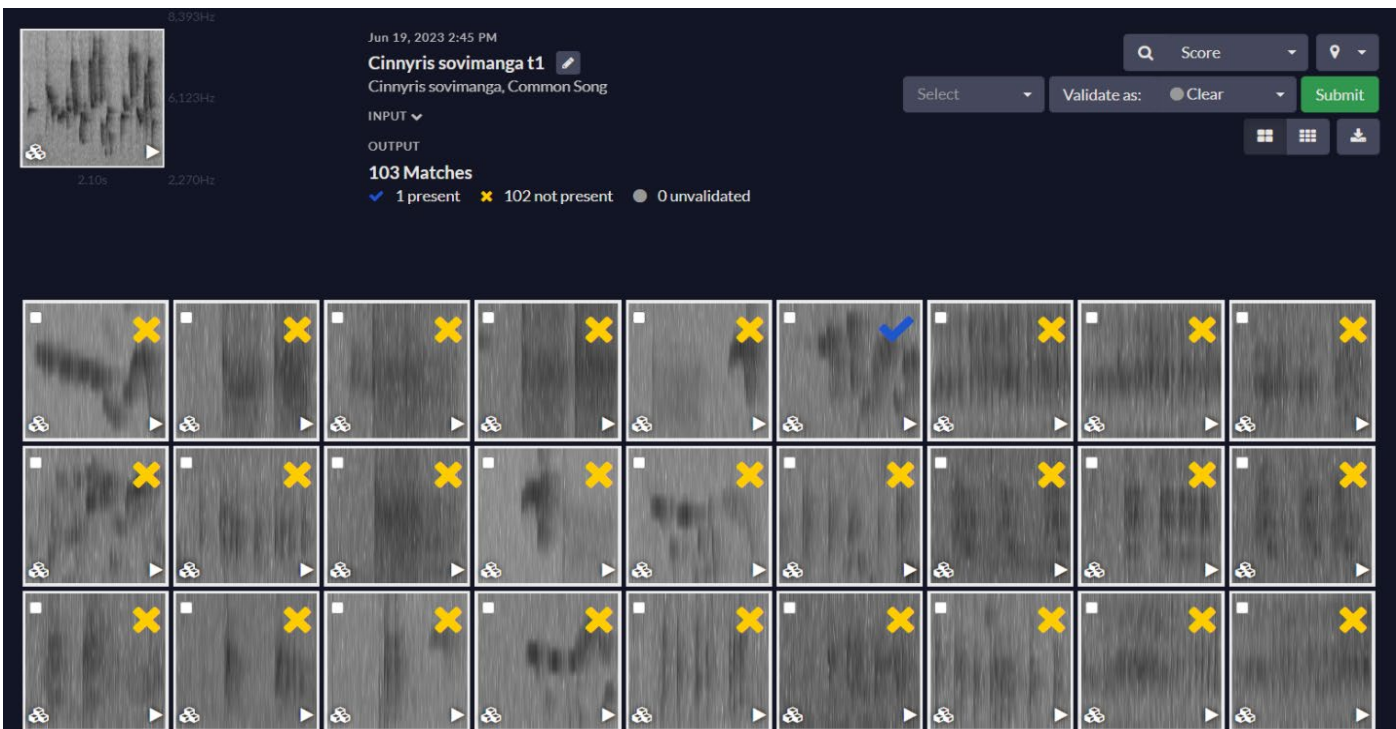 8,393Hz
6,123Hz
2.10s
2,270Hz
Jun 19, 2023 2:45 PM
Cinnyris sovimanga t1
Cinnyris sovimanga, Common Song
INPUT
OUTPUT
103 Matches
1 present 102 not present 0 unvalidated
Score
Select
Validate as: Clear
Submit